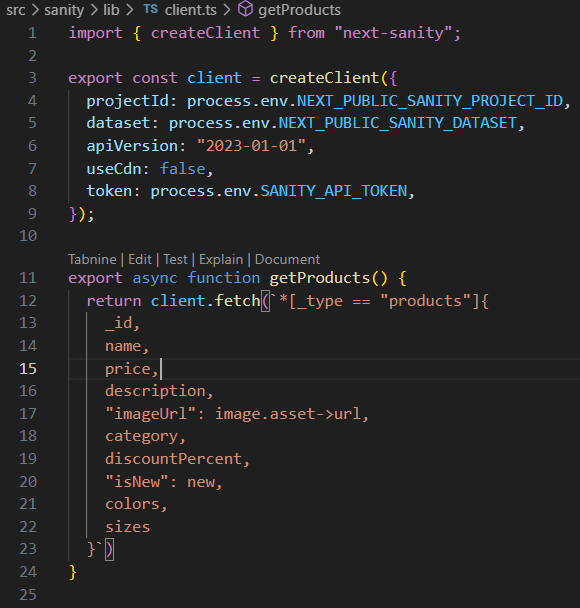 src > sanity > lib > TS client.ts > getProducts
1 import { createClient } from "next-sanity";
2
3 export const client = createClient({
4 projectId: process.env.NEXT_PUBLIC_SANITY_PROJECT_ID,
5 dataset: process.env.NEXT_PUBLIC_SANITY_DATASET,
6 apiVersion: "2023-01-01",
7 useCdn: false,
8 token: process.env.SANITY_API_TOKEN,
9 });
10
Tabnine | Edit | Test | Explain | Document
11 export async function getProducts() {
12 return client.fetch(`*[_type == "products"]{
13 _id,
14 name,
15 price,
16 description,
17 "imageUrl": image.asset->url,
18 category,
19 discountPercent,
20 "isNew": new,
21 colors,
22 sizes
23 }`)
24 }
25